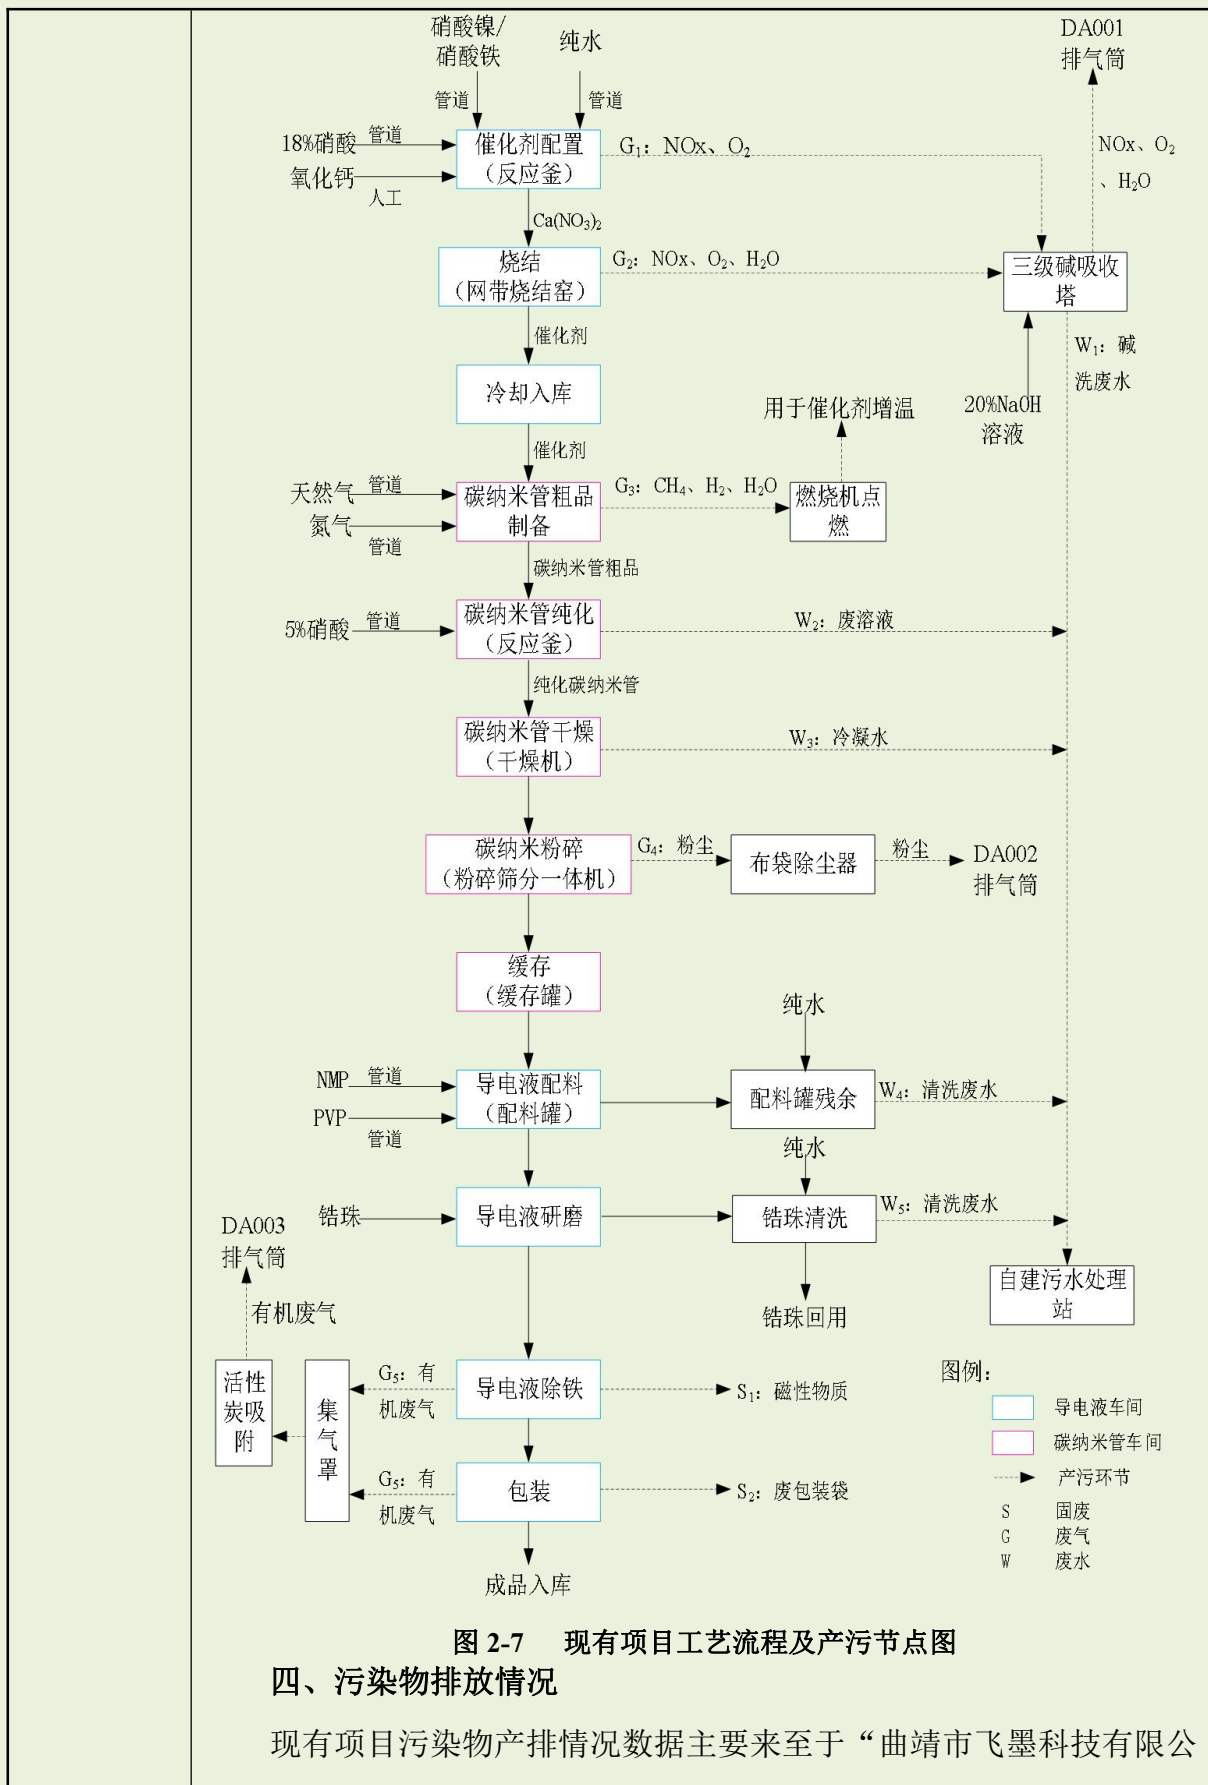 硝酸镍/
硝酸铁
纯水
DA001
排气筒
管道
管道
18%硝酸
管道
氧化钙
人工
催化剂配置
（反应釜）
G₁：NOx、O₂
NOx、O₂
、H₂O
Ca(NO₃)₂
烧结
（网带烧结窑）
G₂：NOx、O₂、H₂O
三级碱吸收
塔
催化剂
W₁：碱
洗废水
冷却入库
用于催化剂增温
20%NaOH
溶液
催化剂
天然气
管道
氮气
管道
碳纳米管粗品
制备
G₃：CH₄、H₂、H₂O
燃烧机点
燃
碳纳米管粗品
5%硝酸
管道
碳纳米管纯化
（反应釜）
W₂：废溶液
纯化碳纳米管
碳纳米管干燥
（干燥机）
W₃：冷凝水
碳纳米粉碎
（粉碎筛分一体机）
G₄：粉尘
布袋除尘器
粉尘
DA002
排气筒
缓存
（缓存罐）
纯水
NMP
管道
PVP
管道
导电液配料
（配料罐）
配料罐残余
W₄：清洗废水
纯水
锆珠
导电液研磨
锆珠清洗
W₅：清洗废水
DA003
排气筒
有机废气
锆珠回用
自建污水处理
站
活性
炭吸
附
集
气
罩
G₅：有
机废气
导电液除铁
S₁：磁性物质
G₅：有
机废气
包装
S₂：废包装袋
成品入库
图例：
导电液车间
碳纳米管车间
产污环节
S 固废
G 废气
W 废水
图 2-7 现有项目工艺流程及产污节点图
四、污染物排放情况
现有项目污染物产排情况数据主要来至于“曲靖市飞墨科技有限公